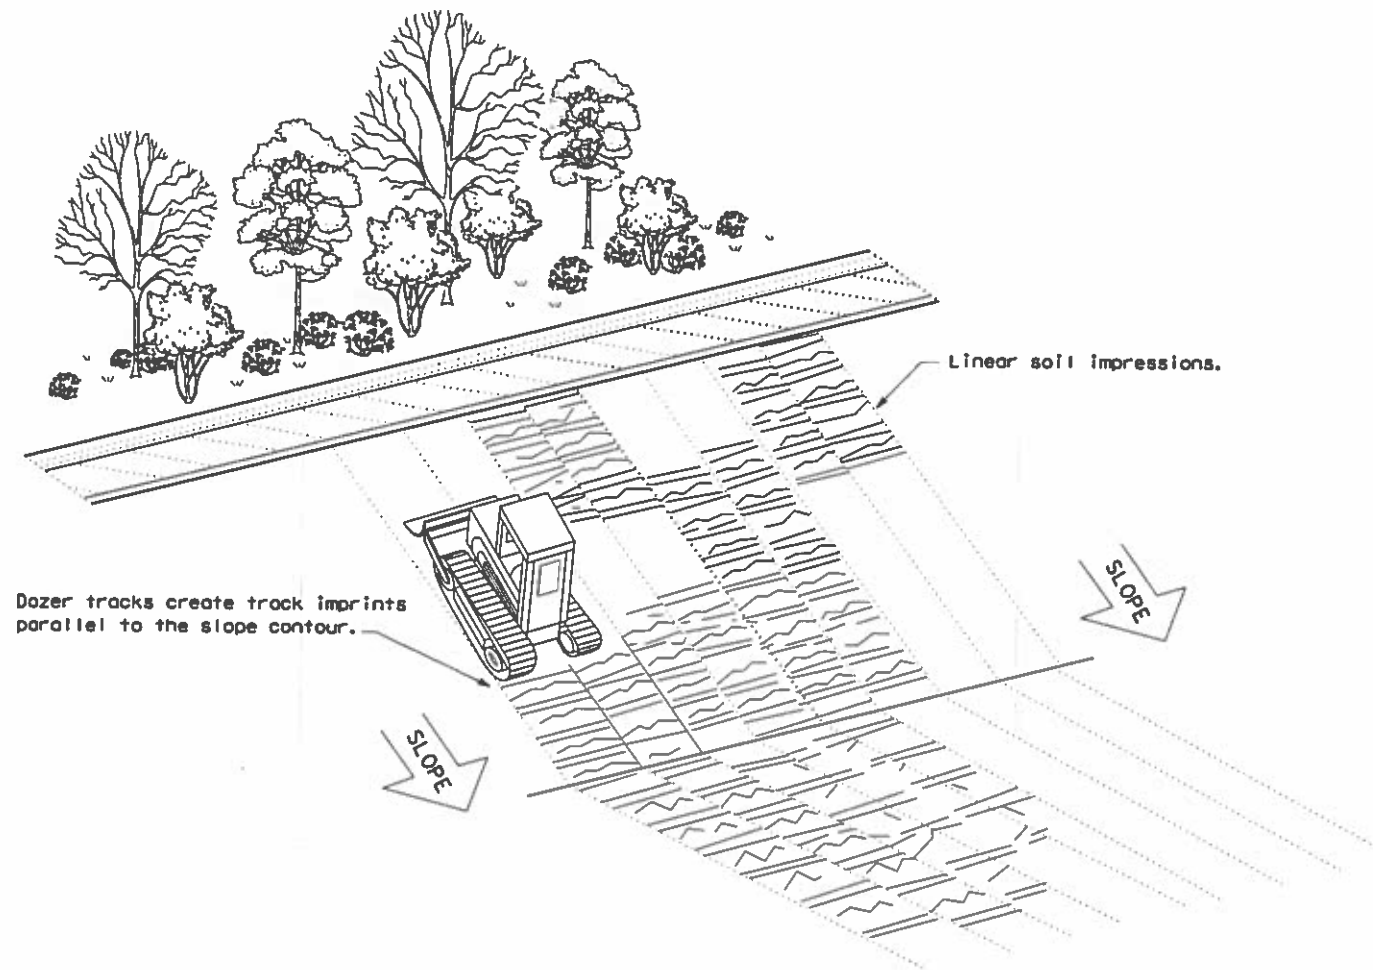 Linear soil impressions.
SLOPE
Dozer tracks create track imprints
parallel to the slope contour.
SLOPE